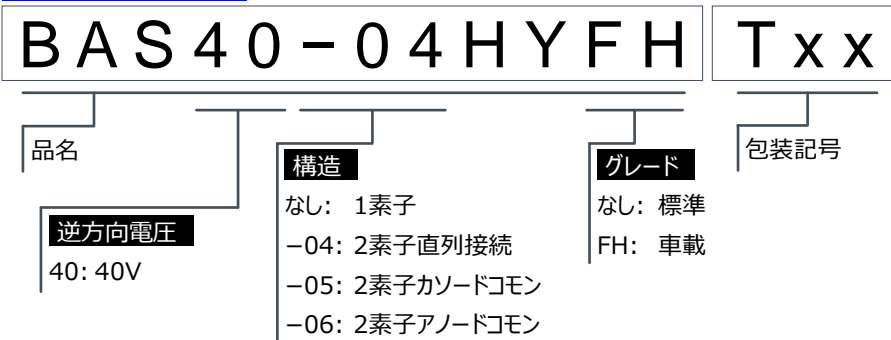 BAS40−04HYFH Txx
品名
逆方向電圧
40: 40V
構造
なし: 1素子
−04: 2素子直列接続
−05: 2素子カソードコモン
−06: 2素子アノードコモン
グレード
なし: 標準
FH: 車載
包装記号